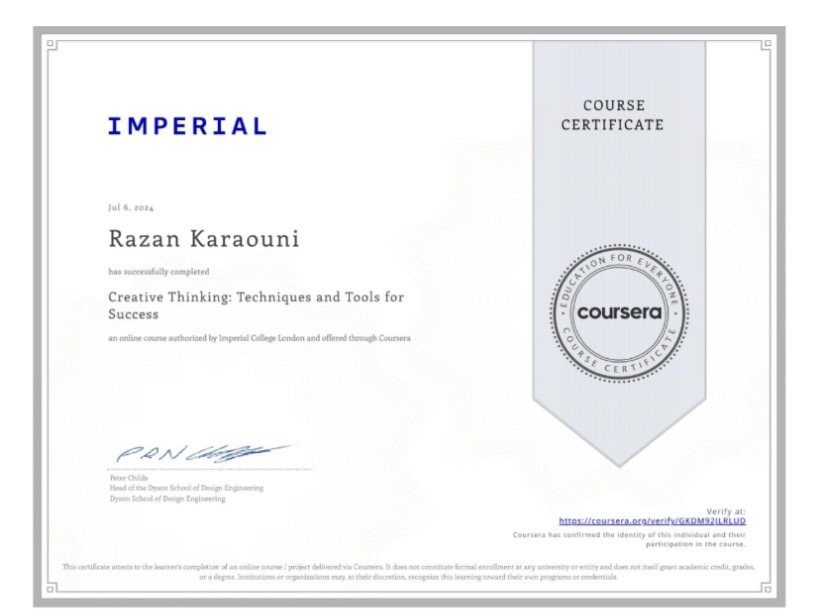 IMPERIAL
COURSE
CERTIFICATE
Jul 6, 2024
Razan Karaouni
has successfully completed
Creative Thinking: Techniques and Tools for
Success
an online course authorized by Imperial College London and offered through Coursera
EDUCATION FOR EVERYONE
coursera
COURSE CERTIFICATE
Peter Childs
Head of the Dyson School of Design Engineering
Dyson School of Design Engineering
Verify at:
https://coursera.org/verify/GKDM92JLRLUD
Coursera has confirmed the identity of this individual and their
participation in the course.
This certificate attests to the learner's completion of an online course / project delivered via Coursera. It does not constitute formal enrollment at any university or entity and does not itself grant academic credit, grades,
or a degree. Institutions or organizations may, at their discretion, recognize this learning toward their own programs or credentials.